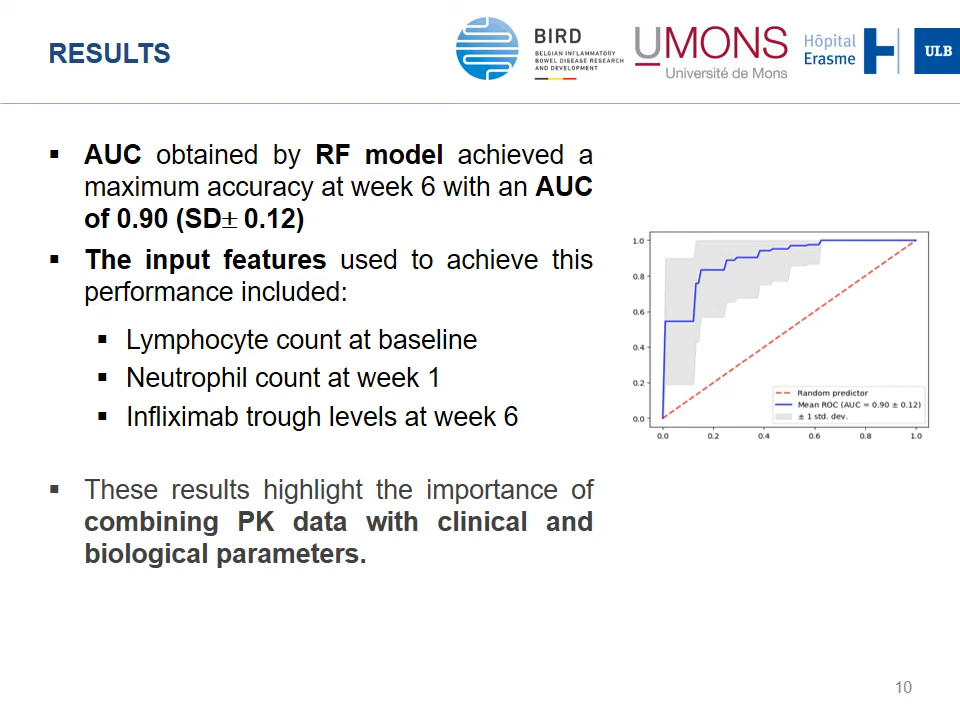 RESULTS
BIRD
BELGIAN INFLAMMATORY
BOWEL DISEASE RESEARCH
AND DEVELOPMENT
UMONS
Université de Mons
Hôpital
Erasme
H
ULB
▪ AUC obtained by RF model achieved a
maximum accuracy at week 6 with an AUC
of 0.90 (SD± 0.12)
▪ The input features used to achieve this
performance included:
▪ Lymphocyte count at baseline
▪ Neutrophil count at week 1
▪ Infliximab trough levels at week 6
▪ These results highlight the importance of
combining PK data with clinical and
biological parameters.
1.0
0.8
0.6
0.4
0.2
0.0
0.0 0.2 0.4 0.6 0.8 1.0
Random predictor
Mean ROC (AUC = 0.90 ± 0.12)
± 1 std. dev.
10